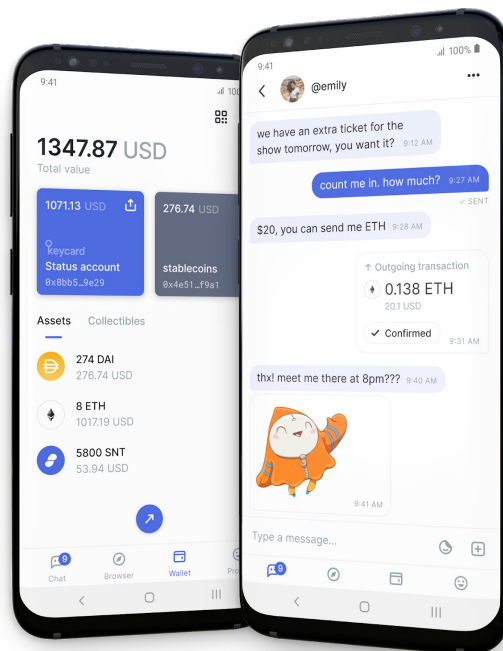 9:41
1347.87 USD
Total value
1071.13 USD
keycard
Status account
0x8bb5…9e29
276.74 USD
stablecoins
0x4e51…f9a1
Assets Collectibles
274 DAI
276.74 USD
8 ETH
1017.19 USD
5800 SNT
53.94 USD
9
Chat Browser Wallet
9:41 100%
@emily
we have an extra ticket for the
show tomorrow, you want it? 9:12 AM
count me in. how much? 9:27 AM
✓ SENT
$20, you can send me ETH 9:28 AM
↑ Outgoing transaction
0.138 ETH
20.1 USD
✓ Confirmed
9:31 AM
thx! meet me there at 8pm??? 9:40 AM
9:41 AM
Type a message...
9